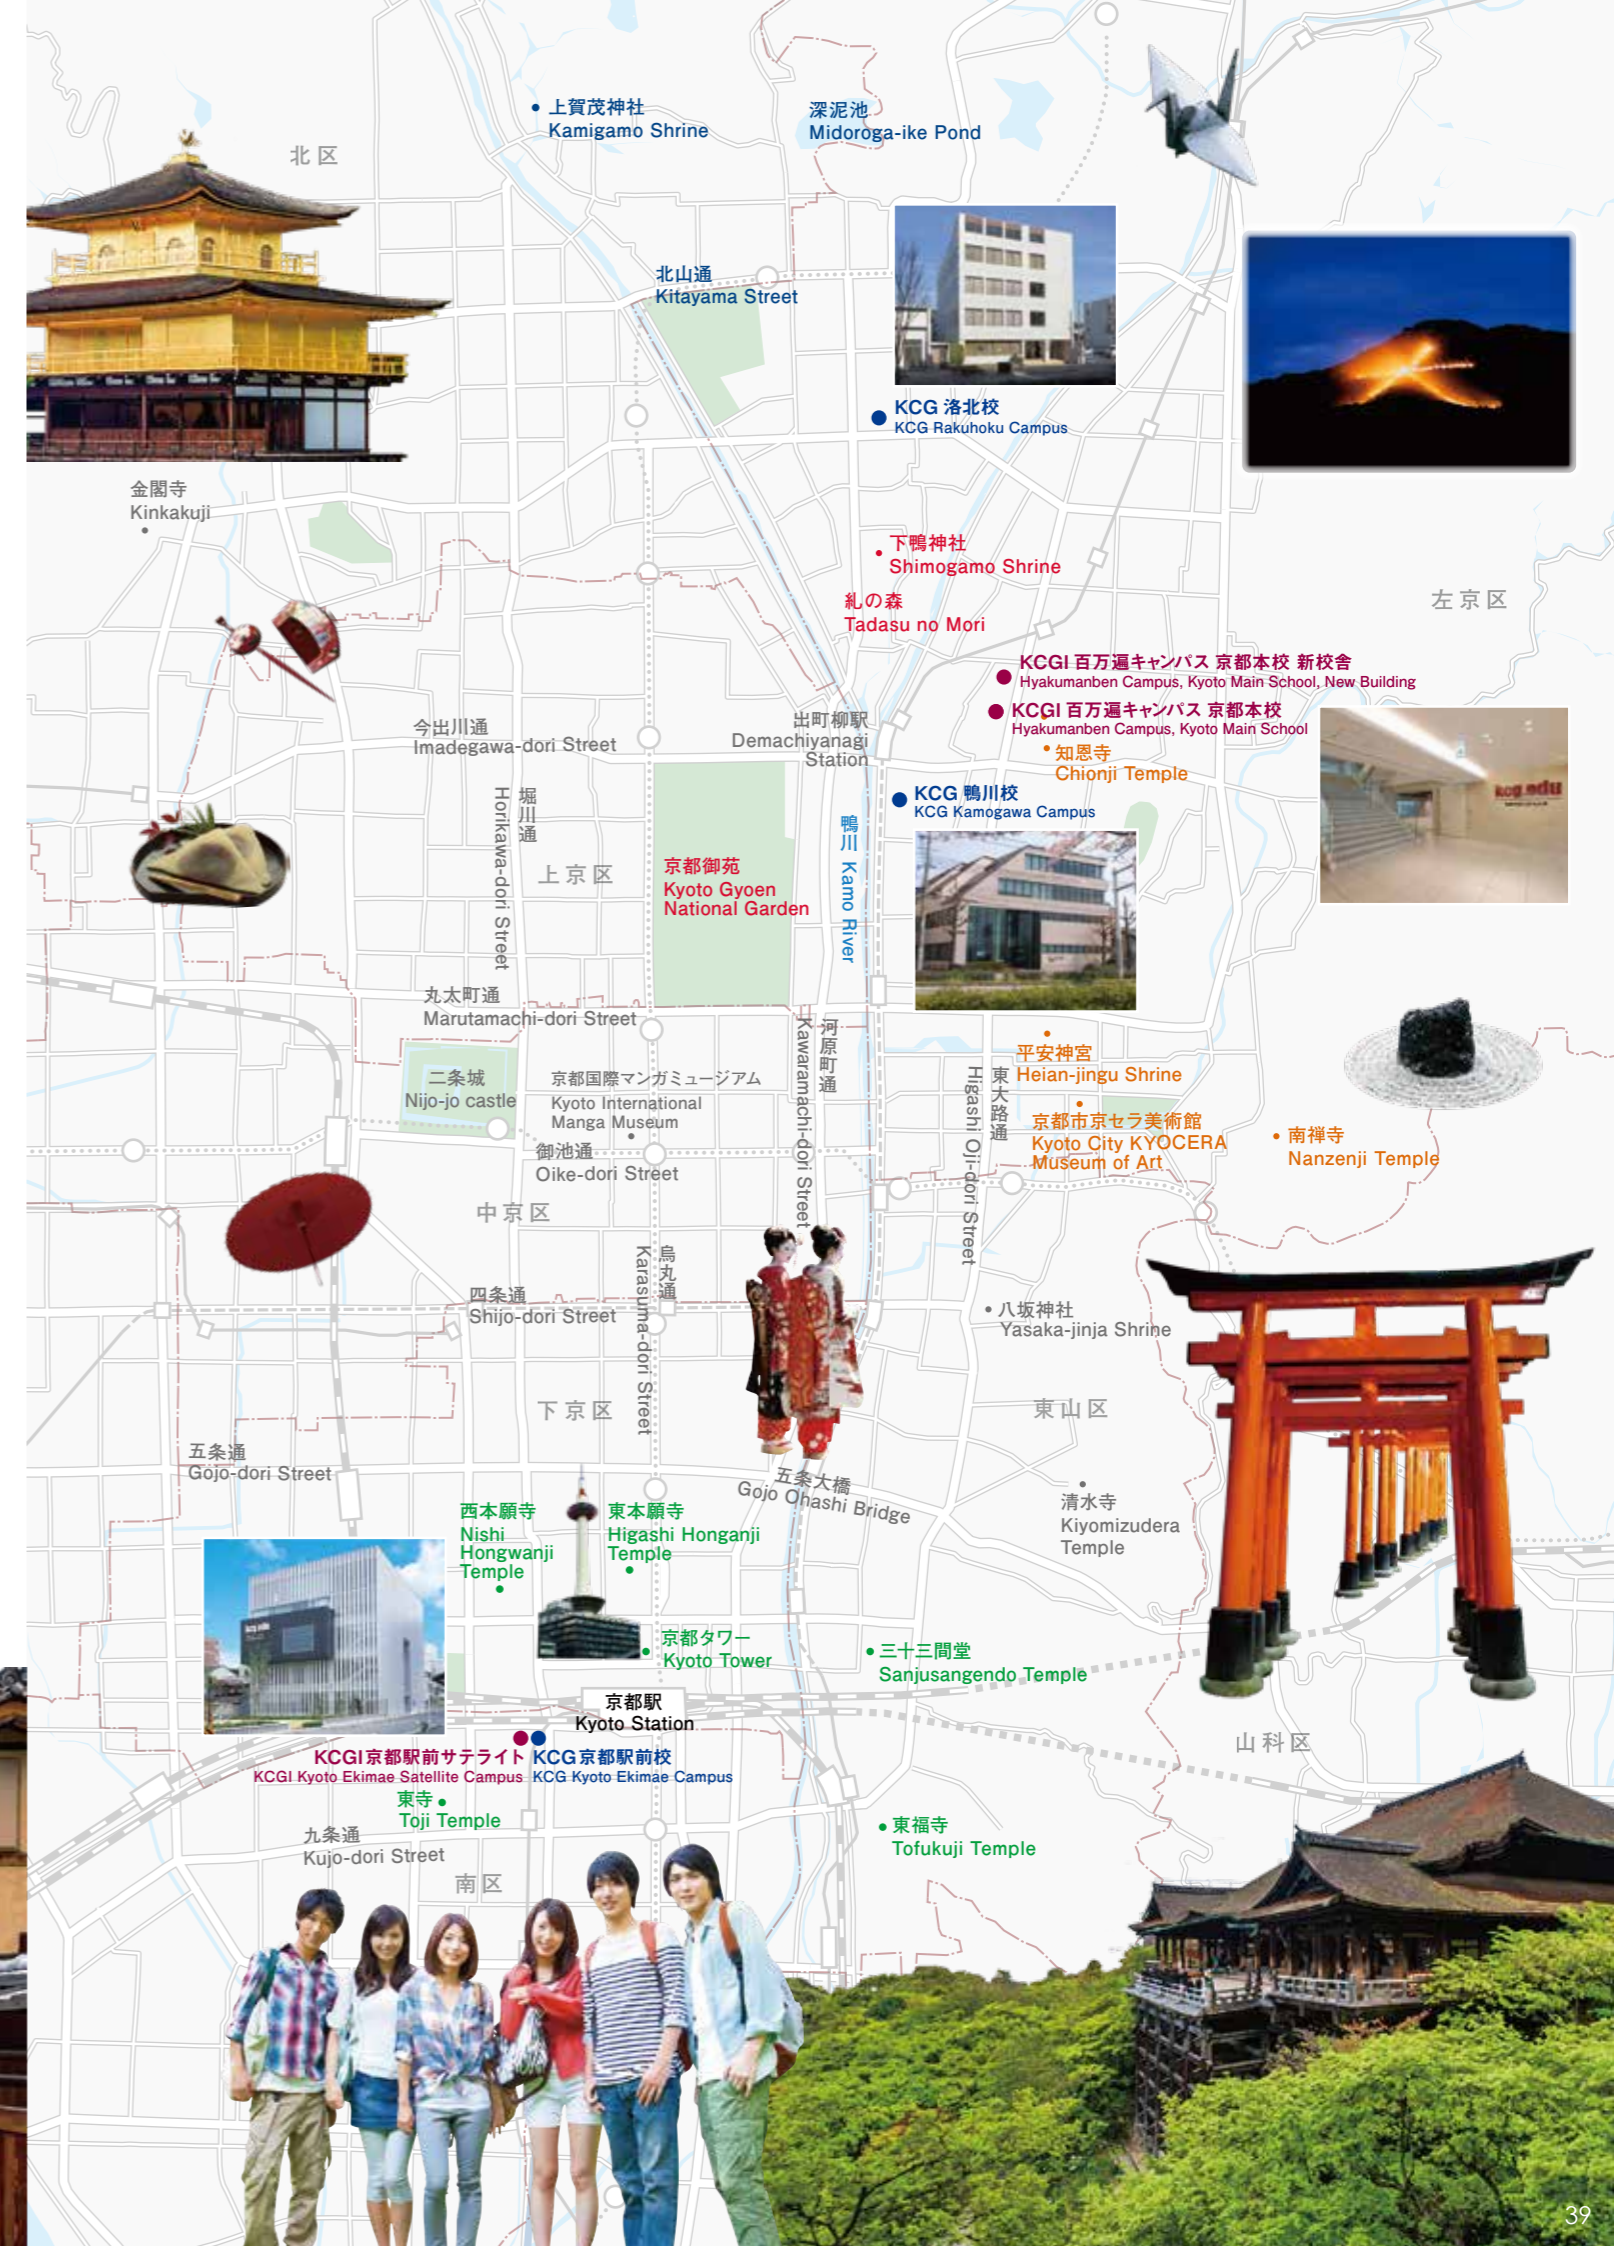 上賀茂神社
Kamigamo Shrine
深泥池
Midoroga-ike Pond
北区
北山通
Kitayama Street
KCG 洛北校
KCG Rakuhoku Campus
金閣寺
Kinkakuji
下鴨神社
Shimogamo Shrine
糺の森
Tadasu no Mori
左京区
KCGI 百万遍キャンパス 京都本校 新校舎
Hyakumanben Campus, Kyoto Main School, New Building
KCGI 百万遍キャンパス 京都本校
Hyakumanben Campus, Kyoto Main School
今出川通
Imadegawa-dori Street
出町柳駅
Demachiyanagi
Station
知恩寺
Chionji Temple
kcg.edu
KCG 鴨川校
KCG Kamogawa Campus
堀川通
Horikawa-dori Street
鴨川 Kamo River
上京区
京都御苑
Kyoto Gyoen
National Garden
丸太町通
Marutamachi-dori Street
河原町通
Kawaramachi-dori Street
平安神宮
Heian-jingu Shrine
東大路通
Higashi Oji-dori Street
二条城
Nijo-jo castle
京都国際マンガミュージアム
Kyoto International
Manga Museum
京都市京セラ美術館
Kyoto City KYOCERA
Museum of Art
南禅寺
Nanzenji Temple
御池通
Oike-dori Street
中京区
烏丸通
Karasuma-dori Street
四条通
Shijo-dori Street
八坂神社
Yasaka-jinja Shrine
下京区
東山区
五条通
Gojo-dori Street
五条大橋
Gojo Ohashi Bridge
清水寺
Kiyomizudera
Temple
西本願寺
Nishi
Hongwanji
Temple
東本願寺
Higashi Honganji
Temple
kcg.edu
京都タワー
Kyoto Tower
三十三間堂
Sanjusangendo Temple
京都駅
Kyoto Station
山科区
KCGI京都駅前サテライト
KCGI Kyoto Ekimae Satellite Campus
KCG京都駅前校
KCG Kyoto Ekimae Campus
東寺
Toji Temple
東福寺
Tofukuji Temple
九条通
Kujo-dori Street
南区
39